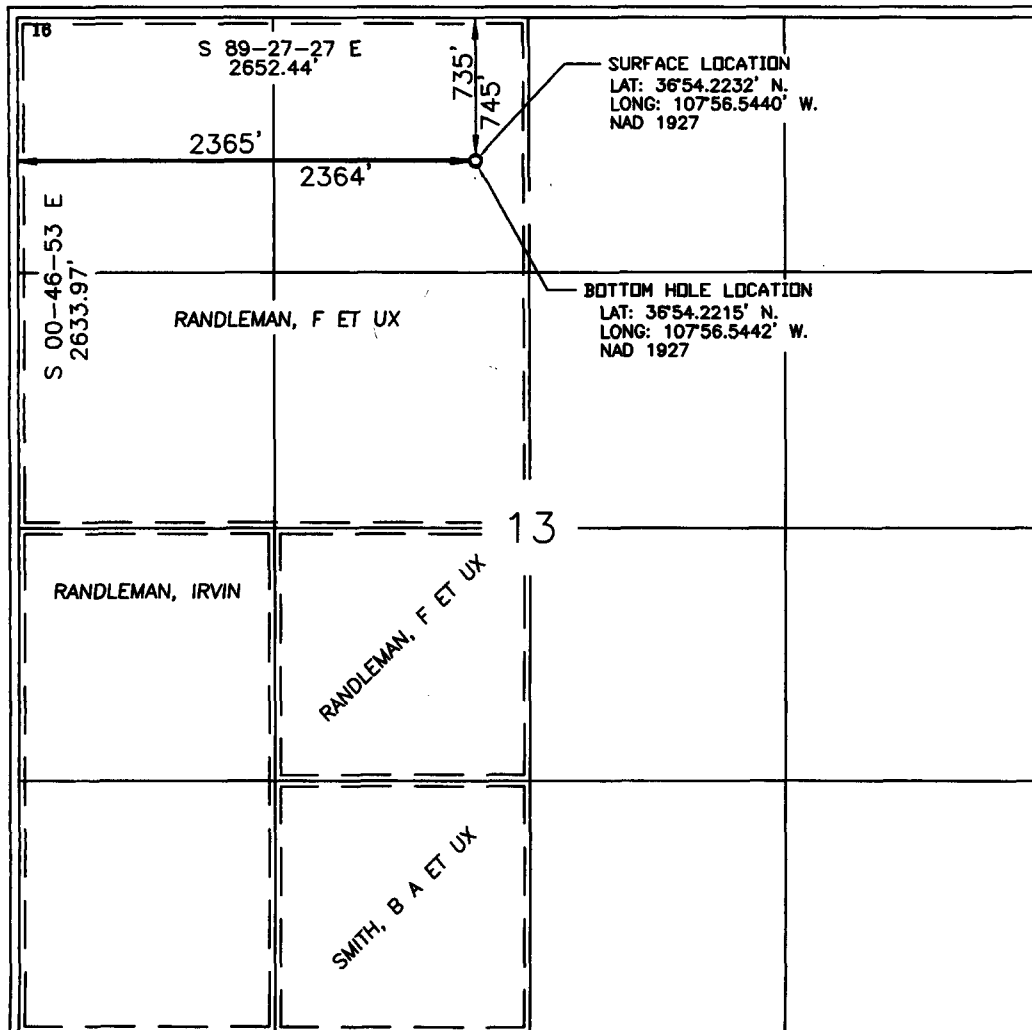 16
S 89-27-27 E
2652.44'
735'
745'
SURFACE LOCATION
LAT: 36°54.2232' N.
LONG: 107°56.5440' W.
NAD 1927
2365'
2364'
S 00-46-53 E
2633.97'
BOTTOM HOLE LOCATION
LAT: 36°54.2215' N.
LONG: 107°56.5442' W.
NAD 1927
RANDLEMAN, F ET UX
13
RANDLEMAN, IRVIN
RANDLEMAN, F ET UX
SMITH, B A ET UX